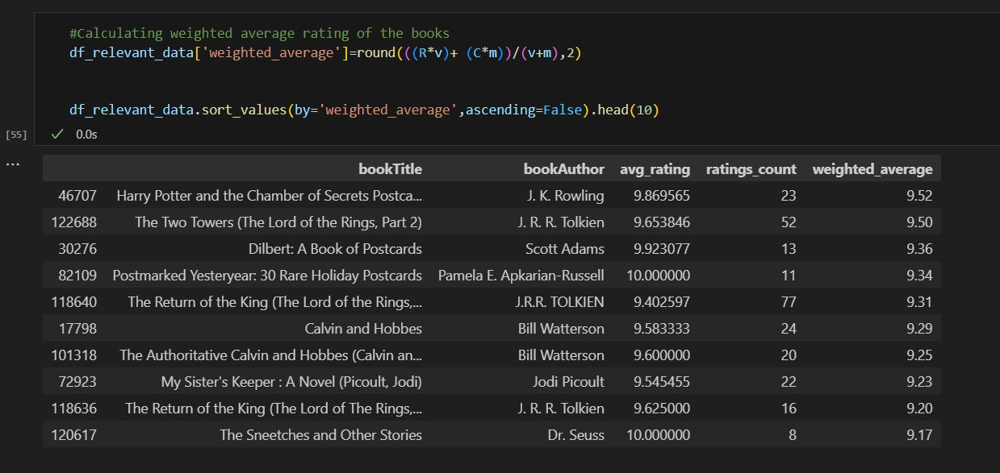 #Calculating weighted average rating of the books
df_relevant_data['weighted_average']=round(((R*v)+ (C*m))/(v+m),2)
df_relevant_data.sort_values(by='weighted_average',ascending=False).head(10)
[55] ✓ 0.0s
...
bookTitle bookAuthor avg_rating ratings_count weighted_average
46707 Harry Potter and the Chamber of Secrets Postca... J. K. Rowling 9.869565 23 9.52
122688 The Two Towers (The Lord of the Rings, Part 2) J. R. R. Tolkien 9.653846 52 9.50
30276 Dilbert: A Book of Postcards Scott Adams 9.923077 13 9.36
82109 Postmarked Yesteryear: 30 Rare Holiday Postcards Pamela E. Apkarian-Russell 10.000000 11 9.34
118640 The Return of the King (The Lord of the Rings,... J.R.R. TOLKIEN 9.402597 77 9.31
17798 Calvin and Hobbes Bill Watterson 9.583333 24 9.29
101318 The Authoritative Calvin and Hobbes (Calvin an... Bill Watterson 9.600000 20 9.25
72923 My Sister's Keeper : A Novel (Picoult, Jodi) Jodi Picoult 9.545455 22 9.23
118636 The Return of the King (The Lord of The Rings,... J. R. R. Tolkien 9.625000 16 9.20
120617 The Sneetches and Other Stories Dr. Seuss 10.000000 8 9.17